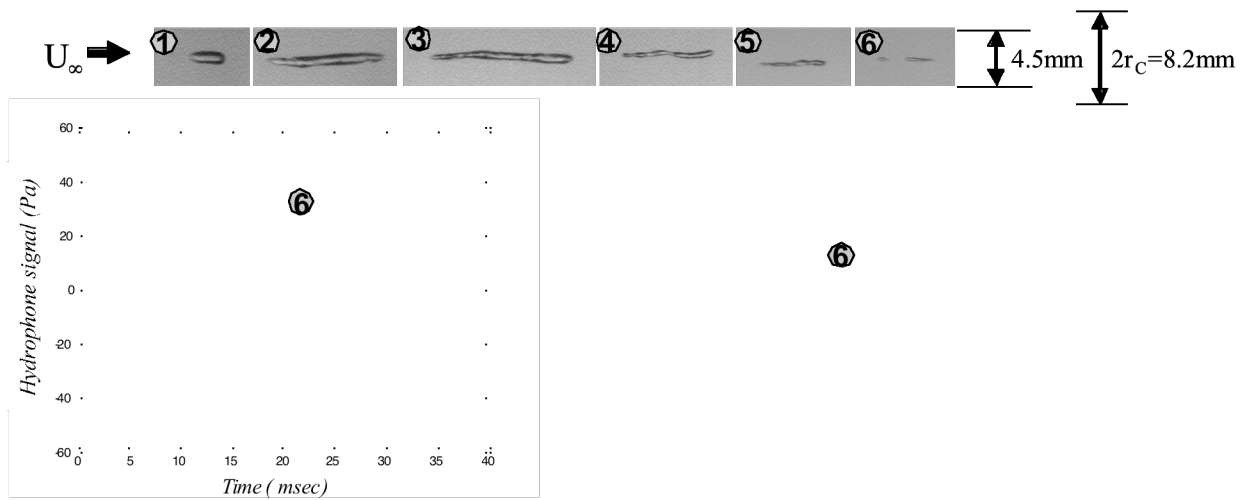 U∞
1 2 3 4 5 6
4.5mm
2rC=8.2mm
60
40
20
0
-20
-40
-60
6
6
Hydrophone signal (Pa)
0 5 10 15 20 25 30 35 40
Time ( msec)